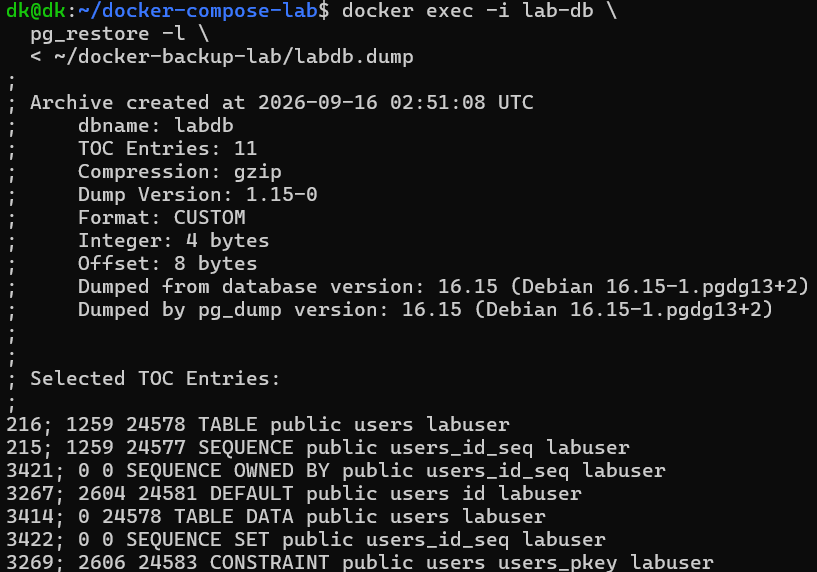 dk@dk:~/docker-compose-lab$ docker exec -i lab-db \
  pg_restore -l \
  < ~/docker-backup-lab/labdb.dump
;
; Archive created at 2026-09-16 02:51:08 UTC
;     dbname: labdb
;     TOC Entries: 11
;     Compression: gzip
;     Dump Version: 1.15-0
;     Format: CUSTOM
;     Integer: 4 bytes
;     Offset: 8 bytes
;     Dumped from database version: 16.15 (Debian 16.15-1.pgdg13+2)
;     Dumped by pg_dump version: 16.15 (Debian 16.15-1.pgdg13+2)
;
;
; Selected TOC Entries:
;
216; 1259 24578 TABLE public users labuser
215; 1259 24577 SEQUENCE public users_id_seq labuser
3421; 0 0 SEQUENCE OWNED BY public users_id_seq labuser
3267; 2604 24581 DEFAULT public users id labuser
3414; 0 24578 TABLE DATA public users labuser
3422; 0 0 SEQUENCE SET public users_id_seq labuser
3269; 2606 24583 CONSTRAINT public users users_pkey labuser